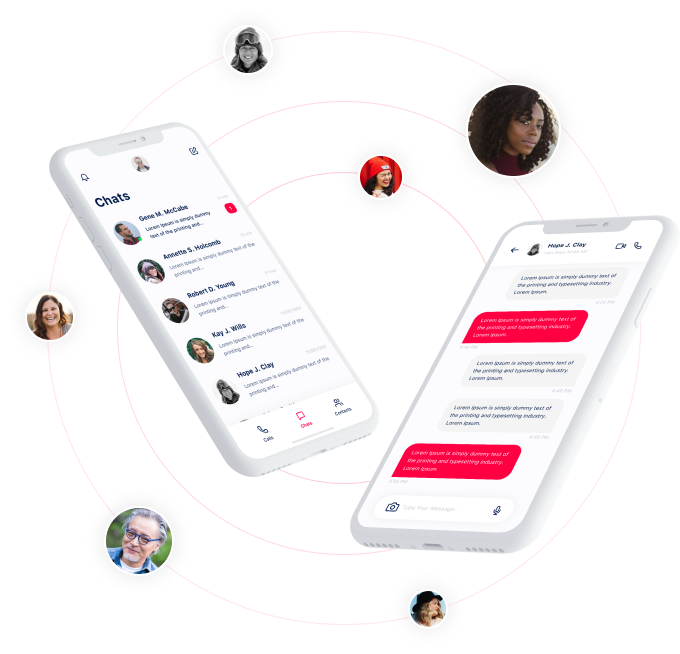 Chats
Gene M. McCabe
Lorem Ipsum is simply dummy
text of the printing and...
1
Annette S. Holcomb
Lorem Ipsum is simply dummy text of the
printing and...
Robert D. Young
Lorem Ipsum is simply dummy text of the
printing and...
Kay J. Wills
Lorem Ipsum is simply dummy text of the
printing and...
Hope J. Clay
Lorem Ipsum is simply dummy text of the
printing and...
Calls
Chats
Contacts
Hope J. Clay
Lorem Ipsum is simply dummy text of
the printing and typesetting industry.
Lorem Ipsum.
Lorem Ipsum is simply dummy text of
the printing and typesetting industry.
Lorem Ipsum.
Lorem Ipsum is simply dummy text of
the printing and typesetting industry.
Lorem Ipsum.
Lorem Ipsum is simply dummy text of
the printing and typesetting industry.
Lorem Ipsum.
Lorem Ipsum is simply dummy text of
the printing and typesetting industry.
Lorem Ipsum.
Type Your Message..